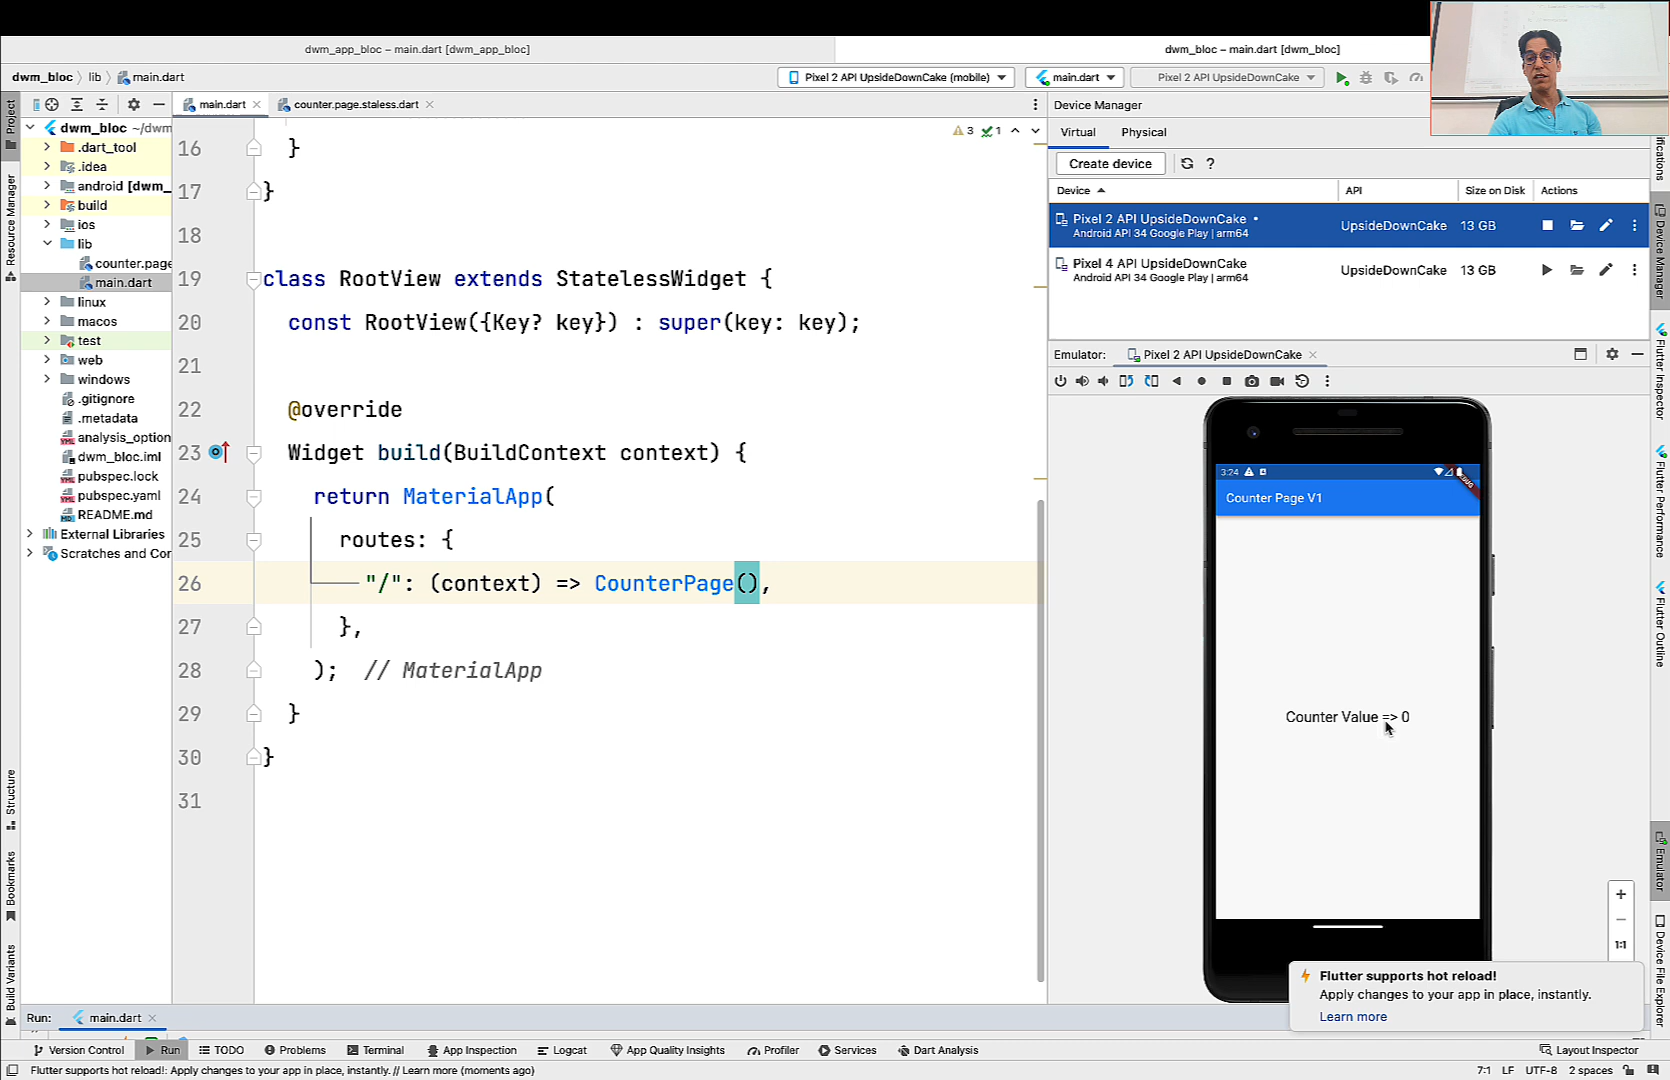 dwm_app_bloc – main.dart [dwm_app_bloc]
dwm_bloc – main.dart [dwm_bloc]
dwm_bloc
lib
main.dart
Pixel 2 API UpsideDownCake (mobile)
main.dart
Pixel 2 API UpsideDownCake
main.dart
counter.page.staless.dart
Device Manager
Project
Resource Manager
Structure
Bookmarks
Build Variants
dwm_bloc ~/dwm
.dart_tool
.idea
android [dwm_
build
ios
lib
counter.page
main.dart
linux
macos
test
web
windows
.gitignore
.metadata
analysis_option
dwm_bloc.iml
pubspec.lock
pubspec.yaml
README.md
External Libraries
Scratches and Cor
3
1
16 }
17 }
18
19 class RootView extends StatelessWidget {
20 const RootView({Key? key}) : super(key: key);
21
22 @override
23 Widget build(BuildContext context) {
24 return MaterialApp(
25 routes: {
26 "/": (context) => CounterPage(),
27 },
28 ); // MaterialApp
29 }
30 }
31
Virtual
Physical
Create device
?
Device
API
Size on Disk
Actions
Pixel 2 API UpsideDownCake
Android API 34 Google Play | arm64
UpsideDownCake
13 GB
Pixel 4 API UpsideDownCake
Android API 34 Google Play | arm64
UpsideDownCake
13 GB
Emulator:
Pixel 2 API UpsideDownCake
3:24
DEBUG
Counter Page V1
Counter Value => 0
+
−
1:1
Flutter supports hot reload!
Apply changes to your app in place, instantly.
Learn more
ifications
Device Manager
Flutter Inspector
Flutter Performance
Flutter Outline
Emulator
Device File Explorer
Run:
main.dart
Version Control
Run
TODO
Problems
Terminal
App Inspection
Logcat
App Quality Insights
Profiler
Services
Dart Analysis
Layout Inspector
Flutter supports hot reload!: Apply changes to your app in place, instantly. // Learn more (moments ago)
7:1
LF
UTF-8
2 spaces